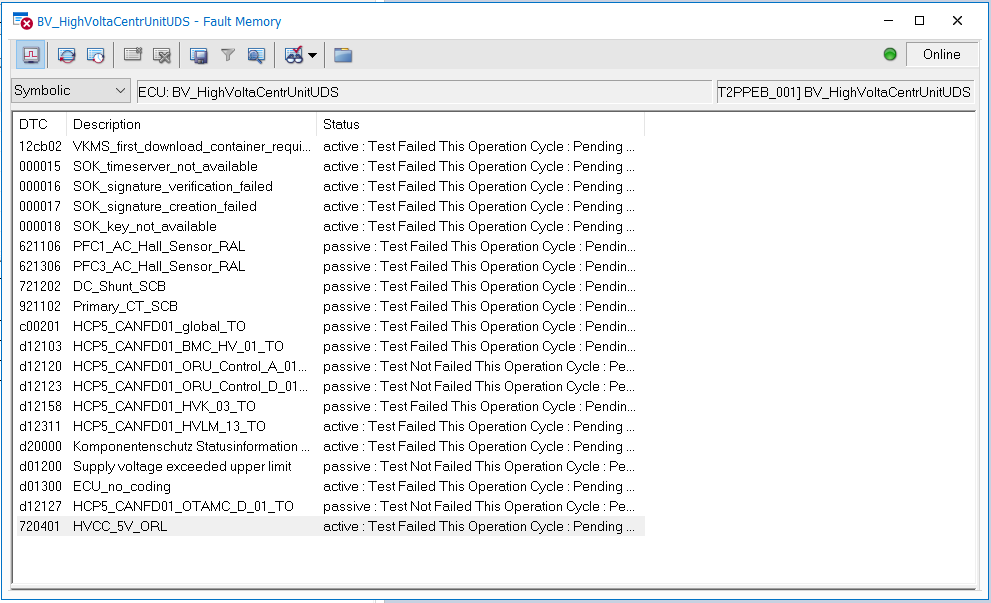 BV_HighVoltaCentrUnitUDS - Fault Memory
Online
Symbolic ECU: BV_HighVoltaCentrUnitUDS T2PPEB_001] BV_HighVoltaCentrUnitUDS
DTC Description Status
12cb02 VKMS_first_download_container_requi... active : Test Failed This Operation Cycle : Pending ...
000015 SOK_timeserver_not_available active : Test Failed This Operation Cycle : Pending ...
000016 SOK_signature_verification_failed active : Test Failed This Operation Cycle : Pending ...
000017 SOK_signature_creation_failed active : Test Failed This Operation Cycle : Pending ...
000018 SOK_key_not_available active : Test Failed This Operation Cycle : Pending ...
621106 PFC1_AC_Hall_Sensor_RAL passive : Test Failed This Operation Cycle : Pendin...
621306 PFC3_AC_Hall_Sensor_RAL passive : Test Failed This Operation Cycle : Pendin...
721202 DC_Shunt_SCB passive : Test Failed This Operation Cycle : Pendin...
921102 Primary_CT_SCB passive : Test Failed This Operation Cycle : Pendin...
c00201 HCP5_CANFD01_global_TO passive : Test Failed This Operation Cycle : Pendin...
d12103 HCP5_CANFD01_BMC_HV_01_TO passive : Test Failed This Operation Cycle : Pendin...
d12120 HCP5_CANFD01_ORU_Control_A_01... passive : Test Not Failed This Operation Cycle : Pe...
d12123 HCP5_CANFD01_ORU_Control_D_01... passive : Test Not Failed This Operation Cycle : Pe...
d12158 HCP5_CANFD01_HVK_03_TO passive : Test Failed This Operation Cycle : Pendin...
d12311 HCP5_CANFD01_HVLM_13_TO active : Test Failed This Operation Cycle : Pending ...
d20000 Komponentenschutz Statusinformation ... active : Test Failed This Operation Cycle : Pending ...
d01200 Supply voltage exceeded upper limit passive : Test Not Failed This Operation Cycle : Pe...
d01300 ECU_no_coding active : Test Failed This Operation Cycle : Pending ...
d12127 HCP5_CANFD01_OTAMC_D_01_TO passive : Test Not Failed This Operation Cycle : Pe...
720401 HVCC_5V_ORL active : Test Failed This Operation Cycle : Pending ...